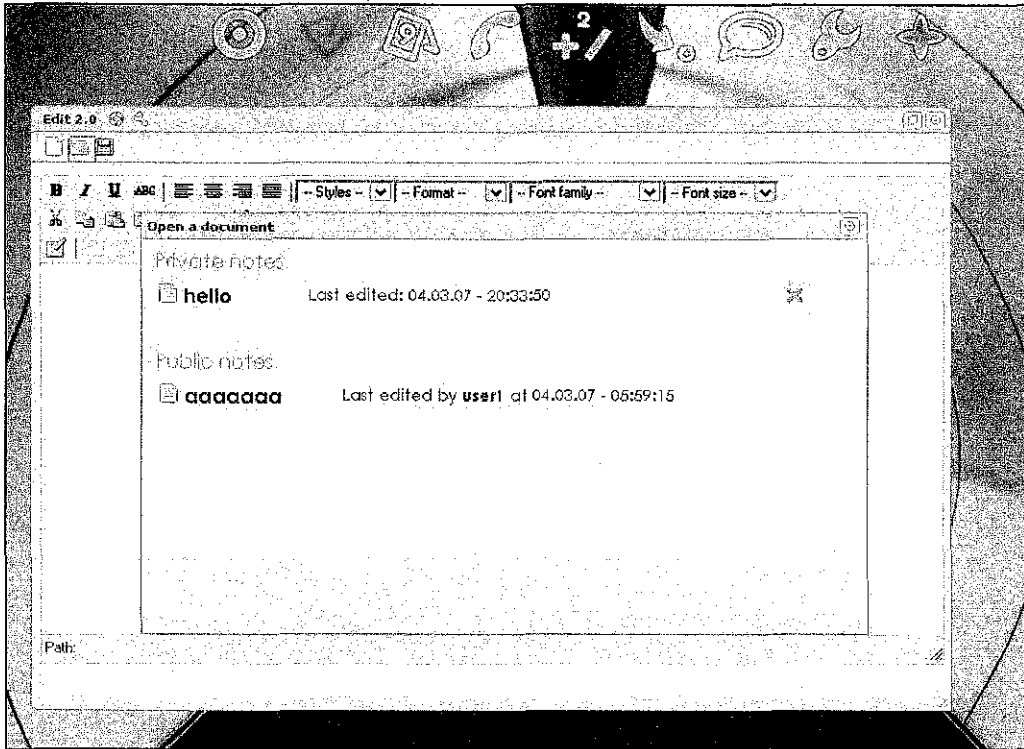 2
Edit 2.0
B I U ABC -- Styles -- -- Format -- -- Font family -- -- Font size --
Open a document
Private notes
hello Last edited: 04.03.07 - 20:33:50
Public notes
aaaaaaa Last edited by user1 at 04.03.07 - 05:59:15
Path: